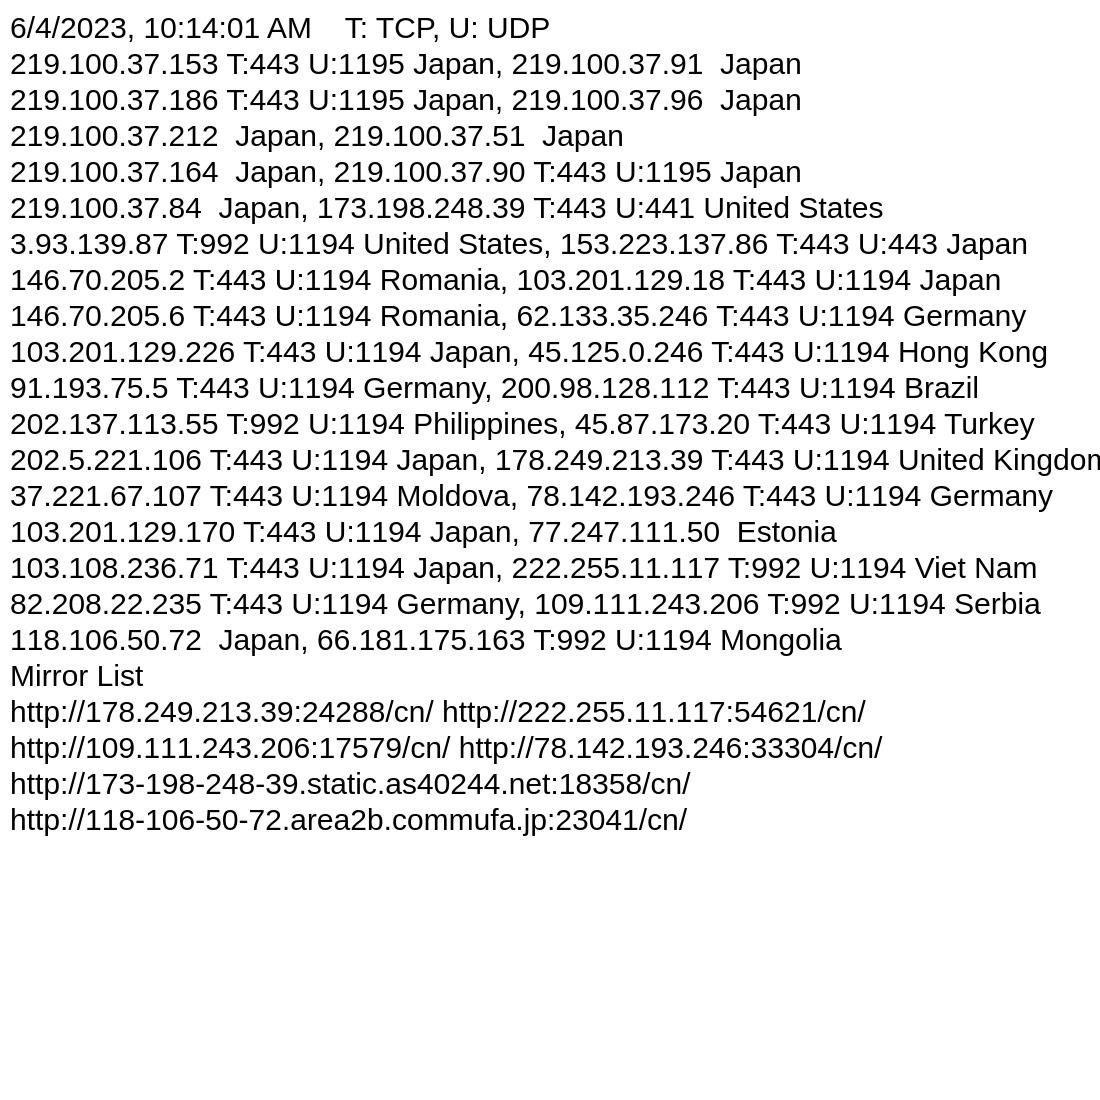 6/4/2023, 10:14:01 AM    T: TCP, U: UDP
219.100.37.153 T:443 U:1195 Japan, 219.100.37.91  Japan
219.100.37.186 T:443 U:1195 Japan, 219.100.37.96  Japan
219.100.37.212  Japan, 219.100.37.51  Japan
219.100.37.164  Japan, 219.100.37.90 T:443 U:1195 Japan
219.100.37.84  Japan, 173.198.248.39 T:443 U:441 United States
3.93.139.87 T:992 U:1194 United States, 153.223.137.86 T:443 U:443 Japan
146.70.205.2 T:443 U:1194 Romania, 103.201.129.18 T:443 U:1194 Japan
146.70.205.6 T:443 U:1194 Romania, 62.133.35.246 T:443 U:1194 Germany
103.201.129.226 T:443 U:1194 Japan, 45.125.0.246 T:443 U:1194 Hong Kong
91.193.75.5 T:443 U:1194 Germany, 200.98.128.112 T:443 U:1194 Brazil
202.137.113.55 T:992 U:1194 Philippines, 45.87.173.20 T:443 U:1194 Turkey
202.5.221.106 T:443 U:1194 Japan, 178.249.213.39 T:443 U:1194 United Kingdom
37.221.67.107 T:443 U:1194 Moldova, 78.142.193.246 T:443 U:1194 Germany
103.201.129.170 T:443 U:1194 Japan, 77.247.111.50  Estonia
103.108.236.71 T:443 U:1194 Japan, 222.255.11.117 T:992 U:1194 Viet Nam
82.208.22.235 T:443 U:1194 Germany, 109.111.243.206 T:992 U:1194 Serbia
118.106.50.72  Japan, 66.181.175.163 T:992 U:1194 Mongolia
Mirror List
http://178.249.213.39:24288/cn/ http://222.255.11.117:54621/cn/
http://109.111.243.206:17579/cn/ http://78.142.193.246:33304/cn/
http://173-198-248-39.static.as40244.net:18358/cn/
http://118-106-50-72.area2b.commufa.jp:23041/cn/